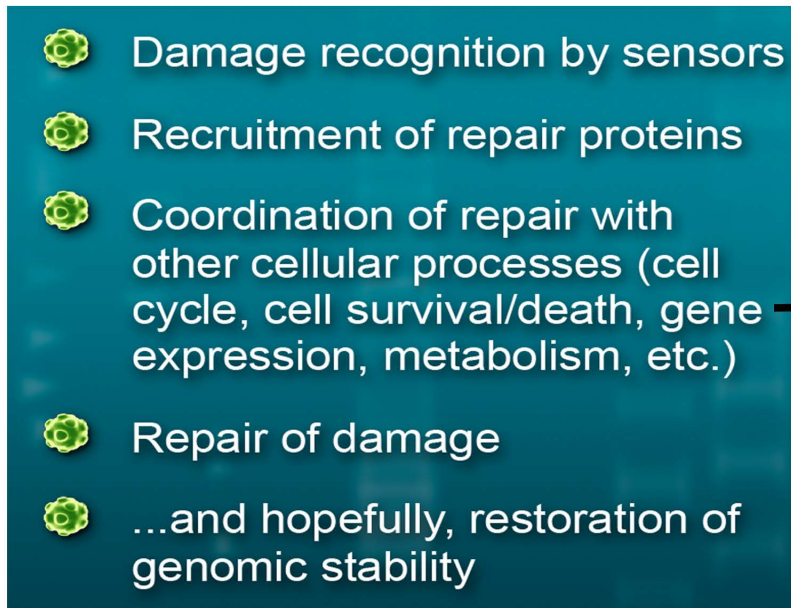 Damage recognition by sensors
Recruitment of repair proteins
Coordination of repair with
other cellular processes (cell
cycle, cell survival/death, gene
expression, metabolism, etc.)
Repair of damage
...and hopefully, restoration of
genomic stability